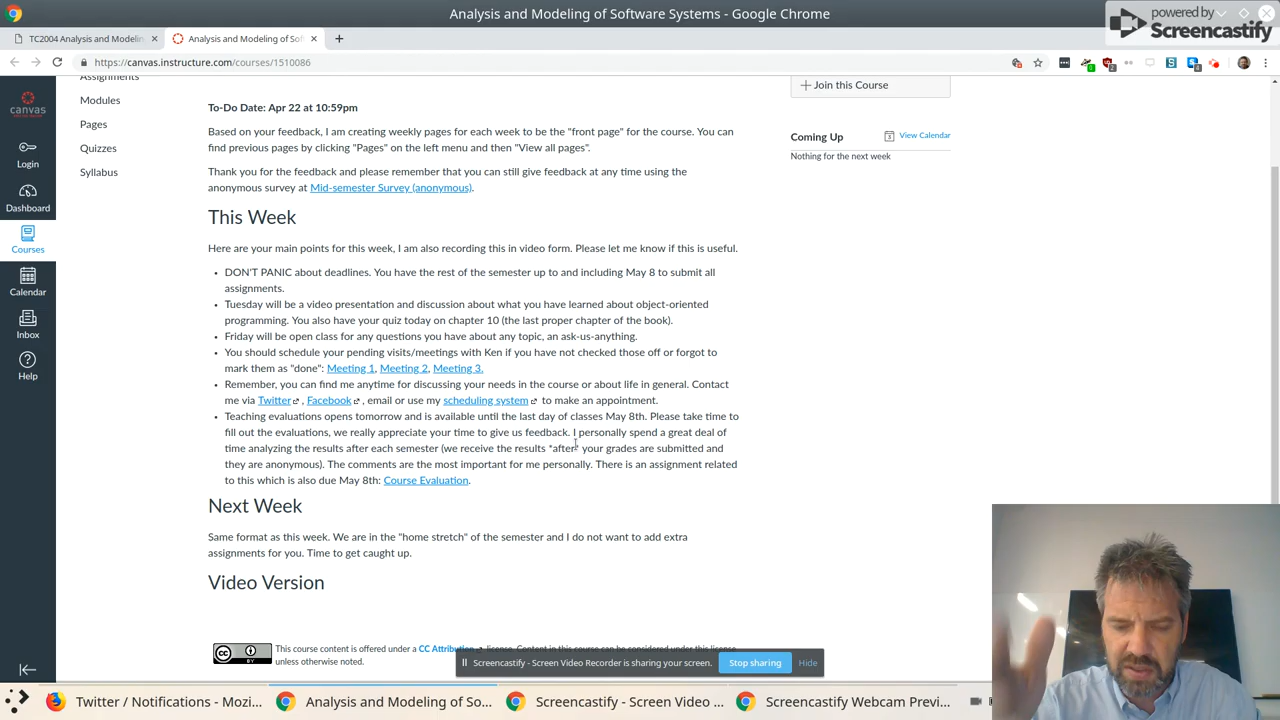 Analysis and Modeling of Software Systems - Google Chrome
powered by
Screencastify
TC2004 Analysis and Modelin
Analysis and Modeling of Sof
https://canvas.instructure.com/courses/1510086
canvas
Login
Dashboard
Courses
Calendar
Inbox
Help
Assignments
Modules
Pages
Quizzes
Syllabus
To-Do Date: Apr 22 at 10:59pm
Based on your feedback, I am creating weekly pages for each week to be the "front page" for the course. You can
find previous pages by clicking "Pages" on the left menu and then "View all pages".
Thank you for the feedback and please remember that you can still give feedback at any time using the
anonymous survey at Mid-semester Survey (anonymous).
This Week
Here are your main points for this week, I am also recording this in video form. Please let me know if this is useful.
DON'T PANIC about deadlines. You have the rest of the semester up to and including May 8 to submit all
assignments.
Tuesday will be a video presentation and discussion about what you have learned about object-oriented
programming. You also have your quiz today on chapter 10 (the last proper chapter of the book).
Friday will be open class for any questions you have about any topic, an ask-us-anything.
You should schedule your pending visits/meetings with Ken if you have not checked those off or forgot to
mark them as "done": Meeting 1, Meeting 2, Meeting 3.
Remember, you can find me anytime for discussing your needs in the course or about life in general. Contact
me via Twitter , Facebook , email or use my scheduling system to make an appointment.
Teaching evaluations opens tomorrow and is available until the last day of classes May 8th. Please take time to
fill out the evaluations, we really appreciate your time to give us feedback. I personally spend a great deal of
time analyzing the results after each semester (we receive the results *after* your grades are submitted and
they are anonymous). The comments are the most important for me personally. There is an assignment related
to this which is also due May 8th: Course Evaluation.
Next Week
Same format as this week. We are in the "home stretch" of the semester and I do not want to add extra
assignments for you. Time to get caught up.
Video Version
This course content is offered under a CC Attribution license. Content in this course can be considered under this license
unless otherwise noted.
Join this Course
Coming Up
View Calendar
Nothing for the next week
Screencastify - Screen Video Recorder is sharing your screen.
Stop sharing
Hide
Twitter / Notifications - Mozi...
Analysis and Modeling of So...
Screencastify - Screen Video ...
Screencastify Webcam Previ...